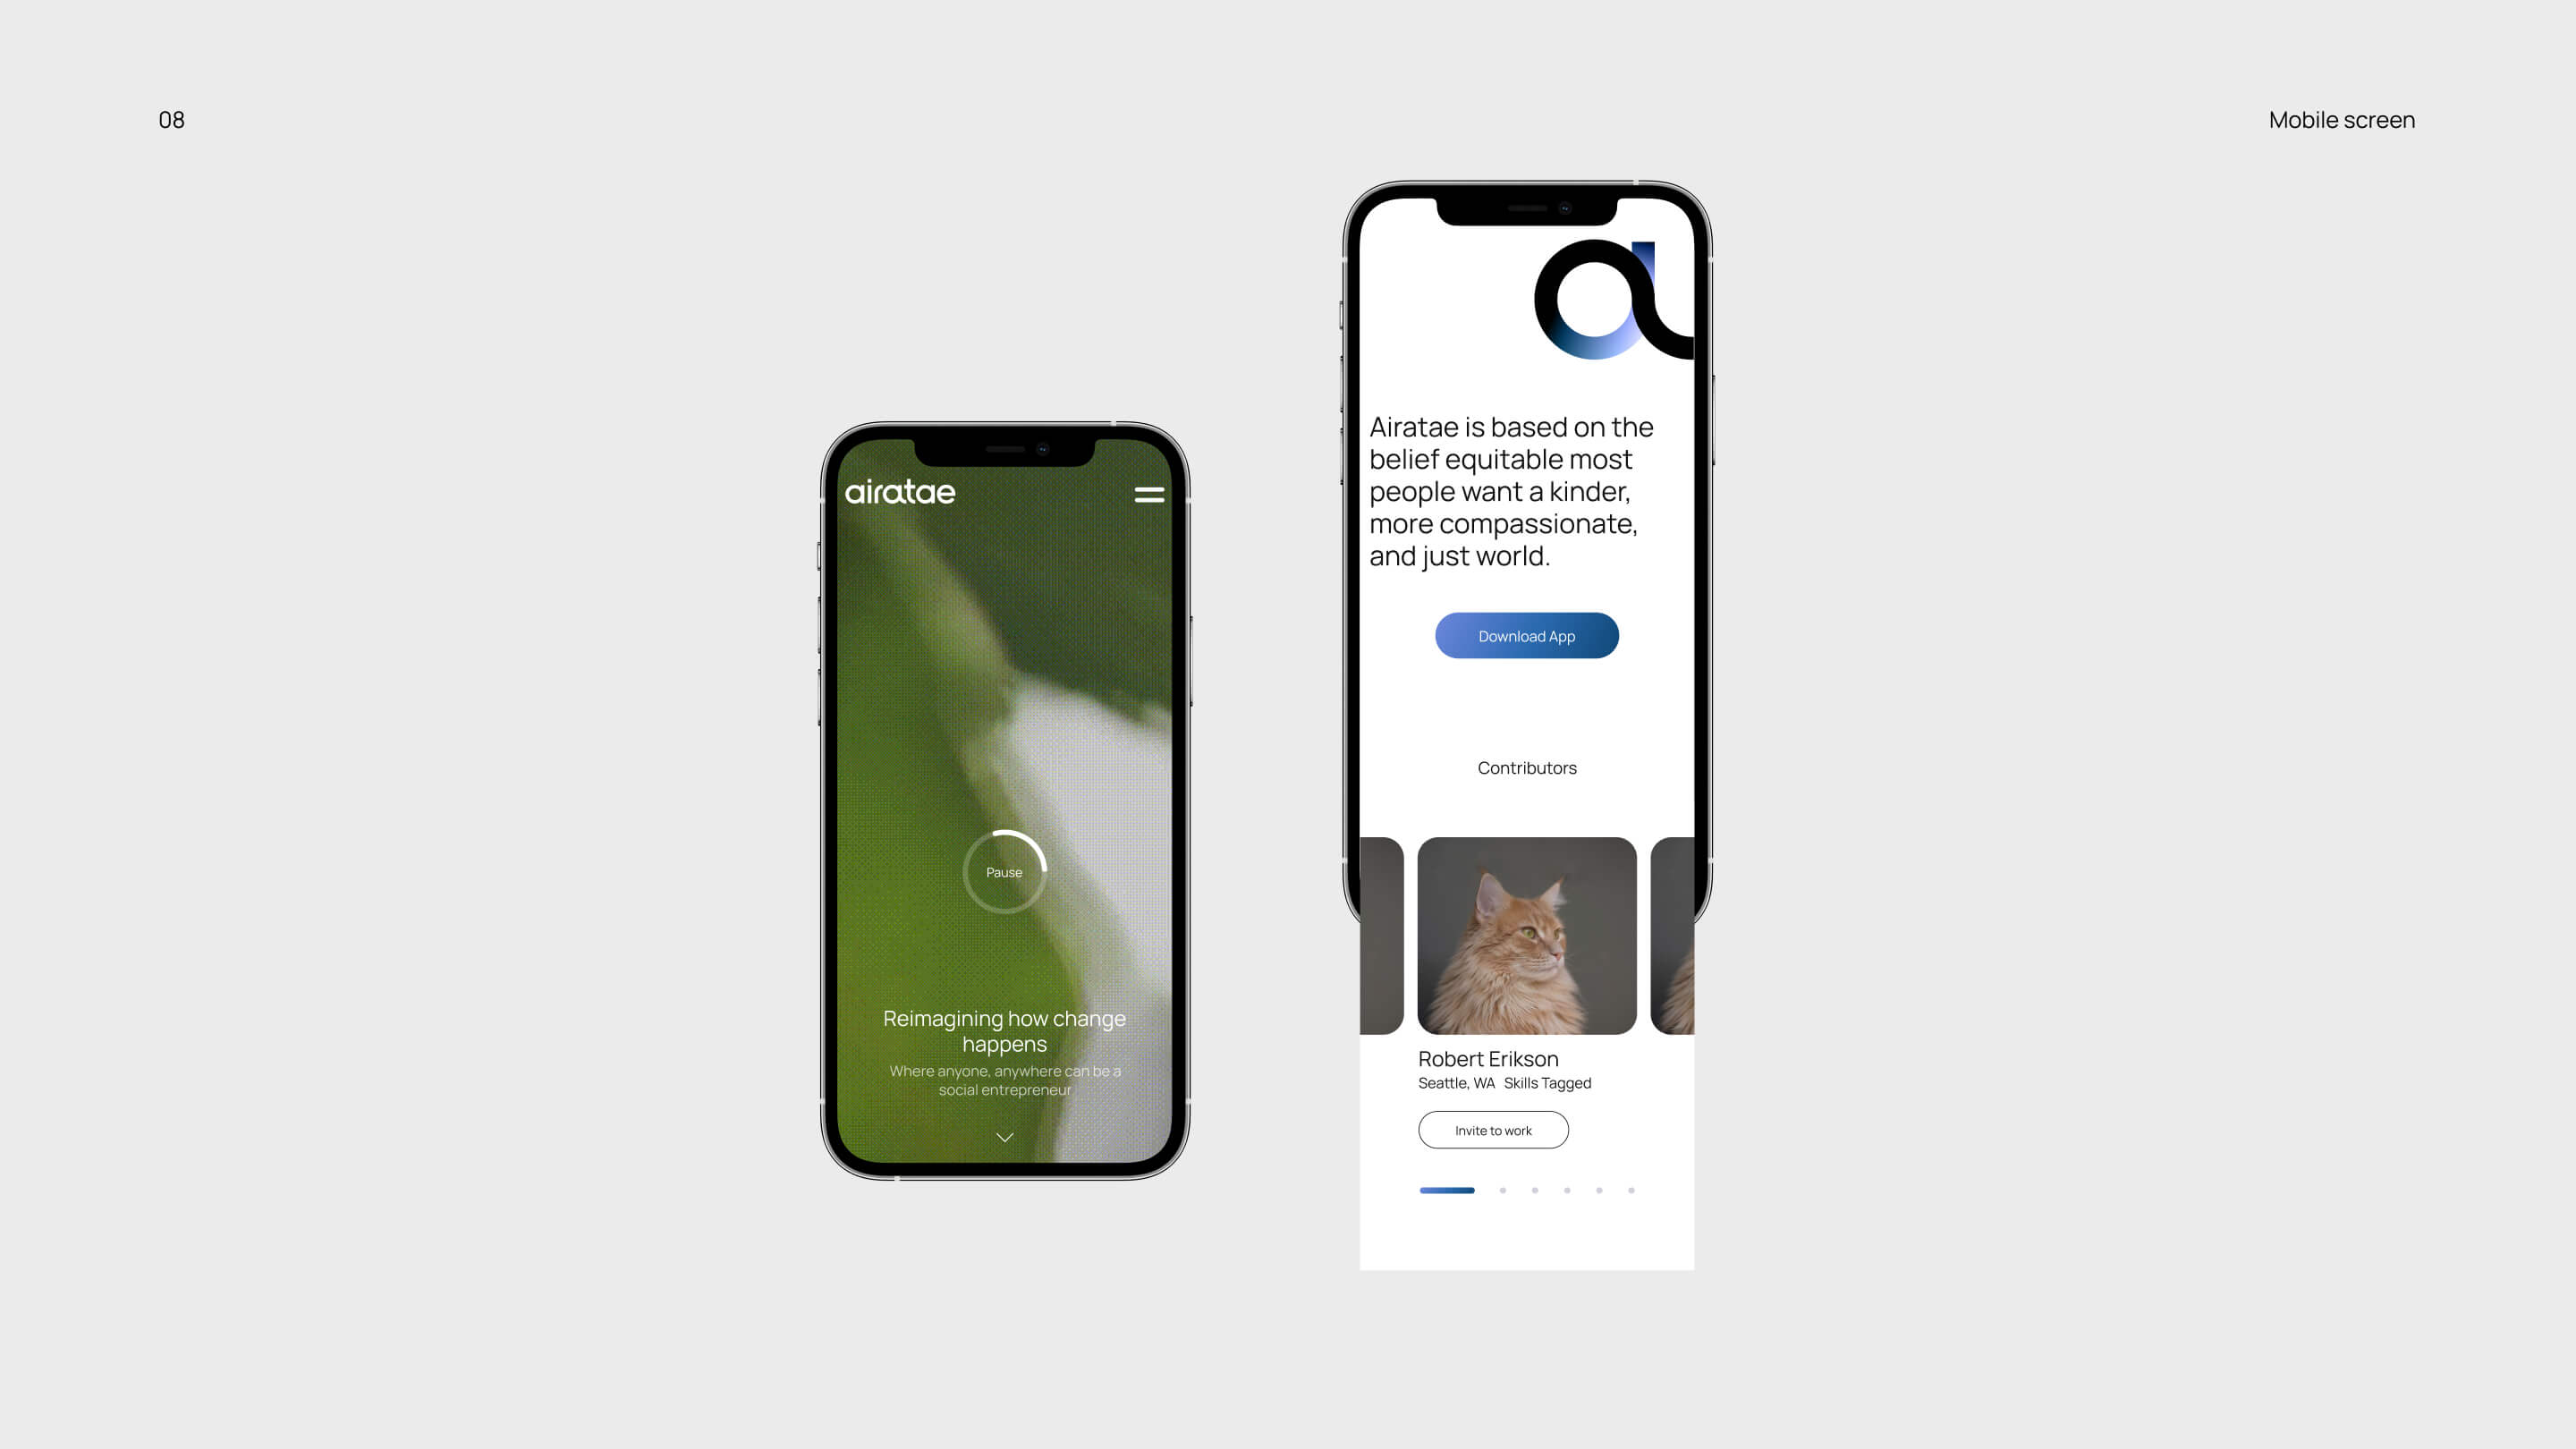 08
Mobile screen
airatae
Pause
Reimagining how change
happens
Where anyone, anywhere can be a
social entrepreneur
a
Airatae is based on the
belief equitable most
people want a kinder,
more compassionate,
and just world.
Download App
Contributors
Robert Erikson
Seattle, WA Skills Tagged
Invite to work